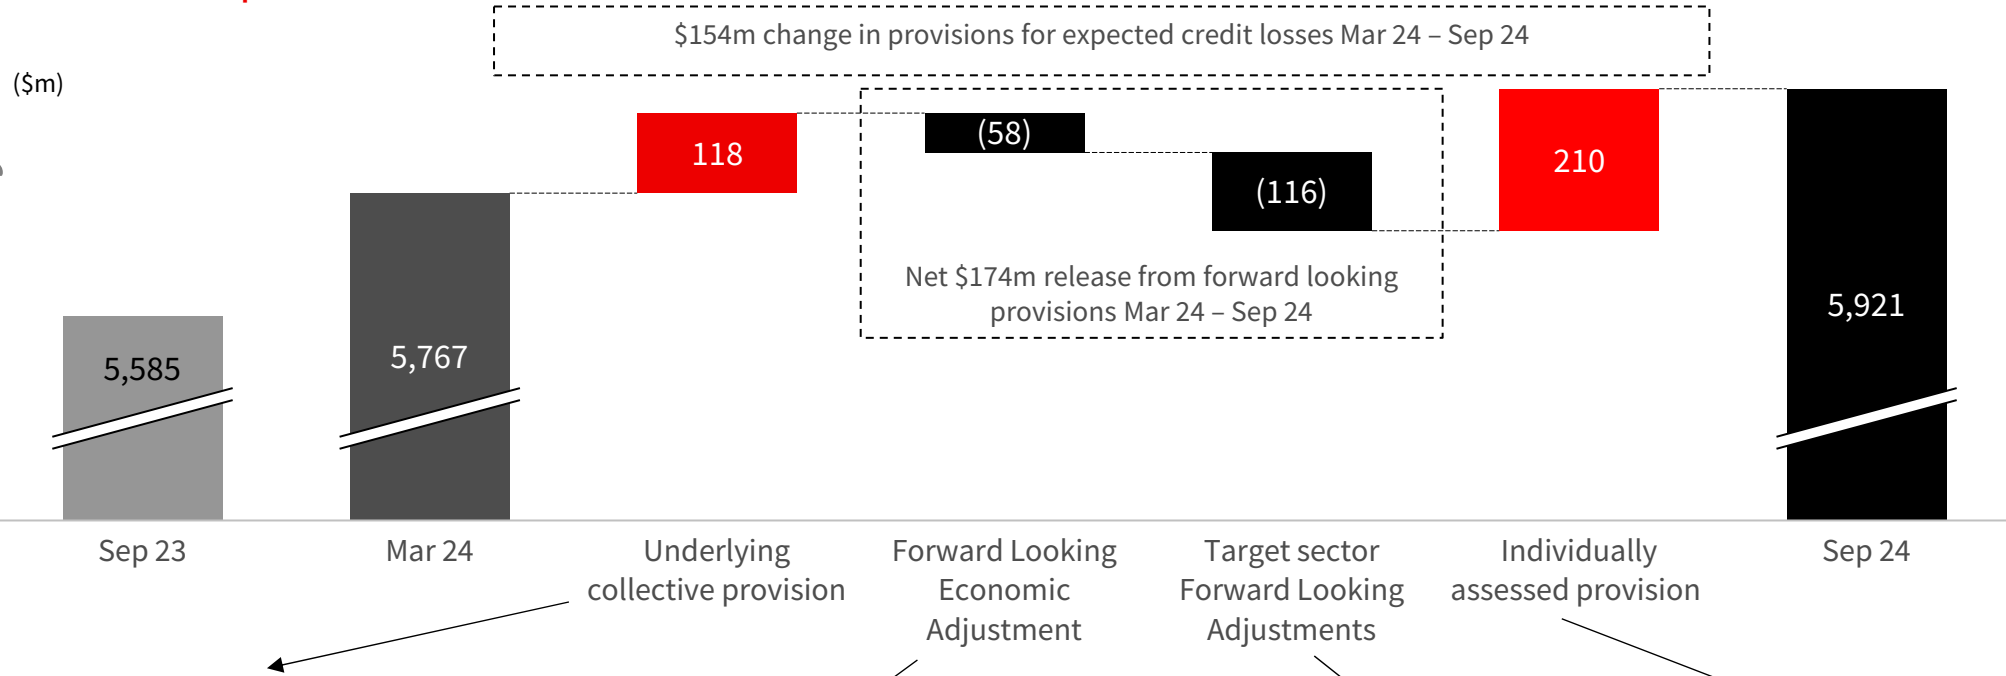 $154m change in provisions for expected credit losses Mar 24 – Sep 24
($m)
118
(58)
(116)
210
Net $174m release from forward looking
provisions Mar 24 – Sep 24
5,585
5,767
5,921
Sep 23
Mar 24
Underlying
collective provision
Forward Looking
Economic
Adjustment
Target sector
Forward Looking
Adjustments
Individually
assessed provision
Sep 24